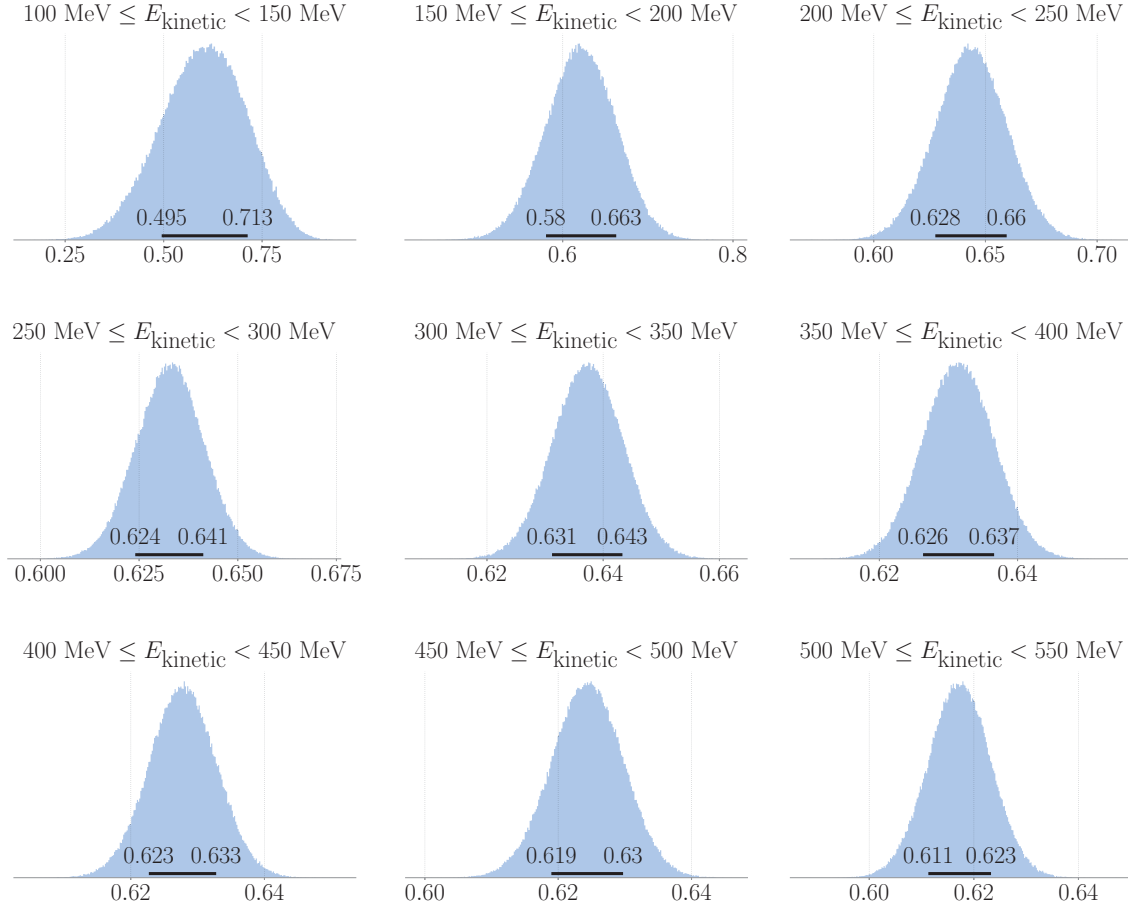 100 MeV ≤ E_kinetic < 150 MeV
150 MeV ≤ E_kinetic < 200 MeV
200 MeV ≤ E_kinetic < 250 MeV
0.495 0.713
0.58 0.663
0.628 0.66
0.25 0.50 0.75
0.6 0.8
0.60 0.65 0.70
250 MeV ≤ E_kinetic < 300 MeV
300 MeV ≤ E_kinetic < 350 MeV
350 MeV ≤ E_kinetic < 400 MeV
0.624 0.641
0.631 0.643
0.626 0.637
0.600 0.625 0.650 0.675
0.62 0.64 0.66
0.62 0.64
400 MeV ≤ E_kinetic < 450 MeV
450 MeV ≤ E_kinetic < 500 MeV
500 MeV ≤ E_kinetic < 550 MeV
0.623 0.633
0.619 0.63
0.611 0.623
0.62 0.64
0.60 0.62 0.64
0.60 0.62 0.64